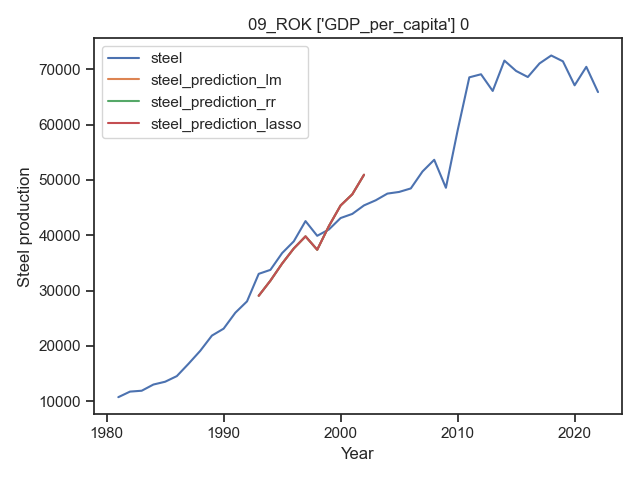 09_ROK ['GDP_per_capita'] 0
steel
steel_prediction_lm
steel_prediction_rr
steel_prediction_lasso
Steel production
70000
60000
50000
40000
30000
20000
10000
1980 1990 2000 2010 2020
Year